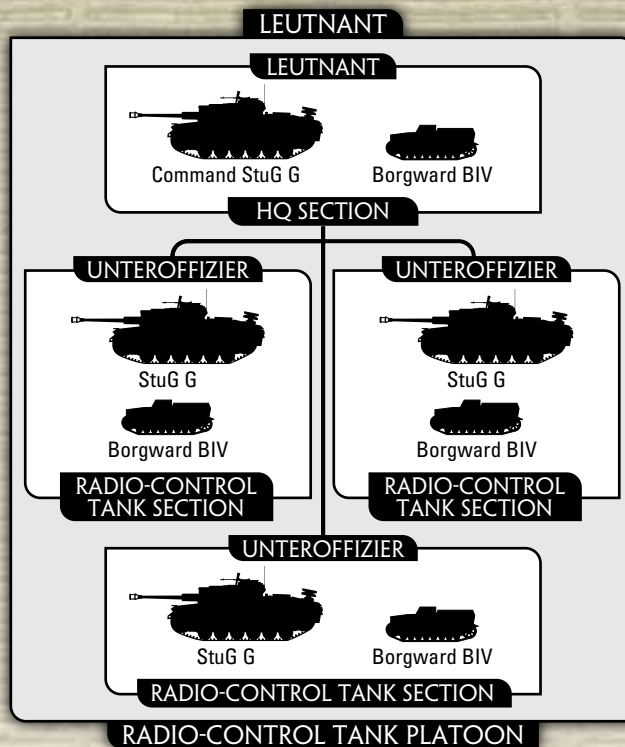 LEUTNANT
LEUTNANT
Command StuG G
Borgward BIV
HQ SECTION
UNTEROFFIZIER
StuG G
Borgward BIV
RADIO-CONTROL
TANK SECTION
UNTEROFFIZIER
StuG G
Borgward BIV
RADIO-CONTROL
TANK SECTION
UNTEROFFIZIER
StuG G
Borgward BIV
RADIO-CONTROL TANK SECTION
RADIO-CONTROL TANK PLATOON